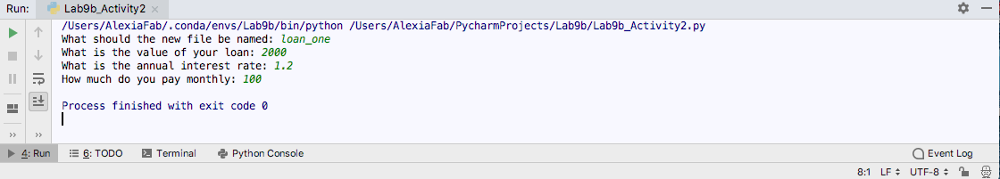 Run: Lab9b_Activity2 ×
/Users/AlexiaFab/.conda/envs/Lab9b/bin/python /Users/AlexiaFab/PycharmProjects/Lab9b/Lab9b_Activity2.py
What should the new file be named: loan_one
What is the value of your loan: 2000
What is the annual interest rate: 1.2
How much do you pay monthly: 100
Process finished with exit code 0
4: Run 6: TODO Terminal Python Console Event Log
8:1 LF UTF-8